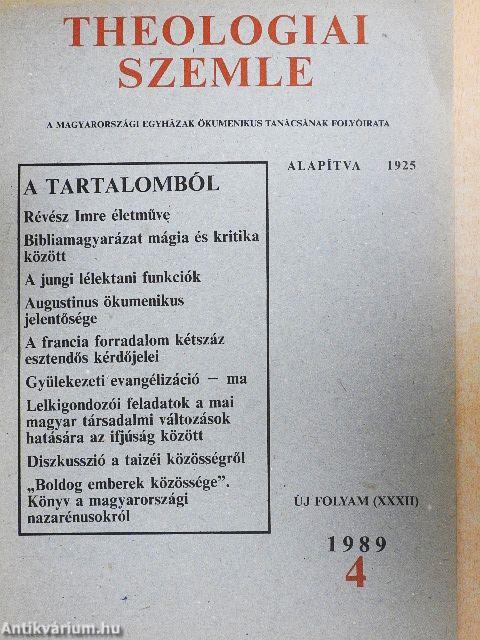 THEOLOGIAI
SZEMLE
A MAGYARORSZÁGI EGYHÁZAK ÖKUMENIKUS TANÁCSÁNAK FOLYÓIRATA
ALAPÍTVA 1925
A TARTALOMBÓL
Révész Imre életműve
Bibliamagyarázat mágia és kritika
között
A jungi lélektani funkciók
Augustinus ökumenikus
jelentősége
A francia forradalom kétszáz
esztendős kérdőjelei
Gyülekezeti evangélizáció — ma
Lelkigondozói feladatok a mai
magyar társadalmi változások
hatására az ifjúság között
Diszkusszió a taizéi közösségről
„Boldog emberek közössége”.
Könyv a magyarországi
nazarénusokról
ÚJ FOLYAM (XXXII)
1989
4
Antikvárium.hu